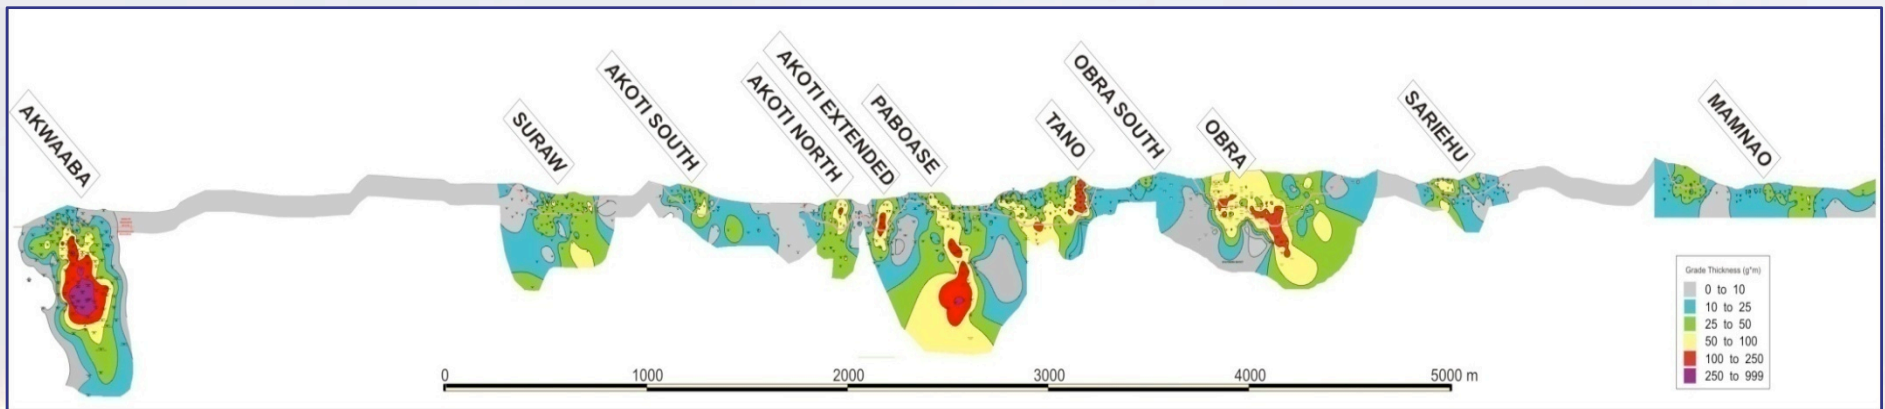 AKWAABA
SURAW
AKOTI SOUTH
AKOTI NORTH
AKOTI EXTENDED
PABOASE
TANO
OBRA SOUTH
OBRA
SARIEHU
MAMNAO
Grade Thickness (g*m)
0 to 10
10 to 25
25 to 50
50 to 100
100 to 250
250 to 999
0 1000 2000 3000 4000 5000 m